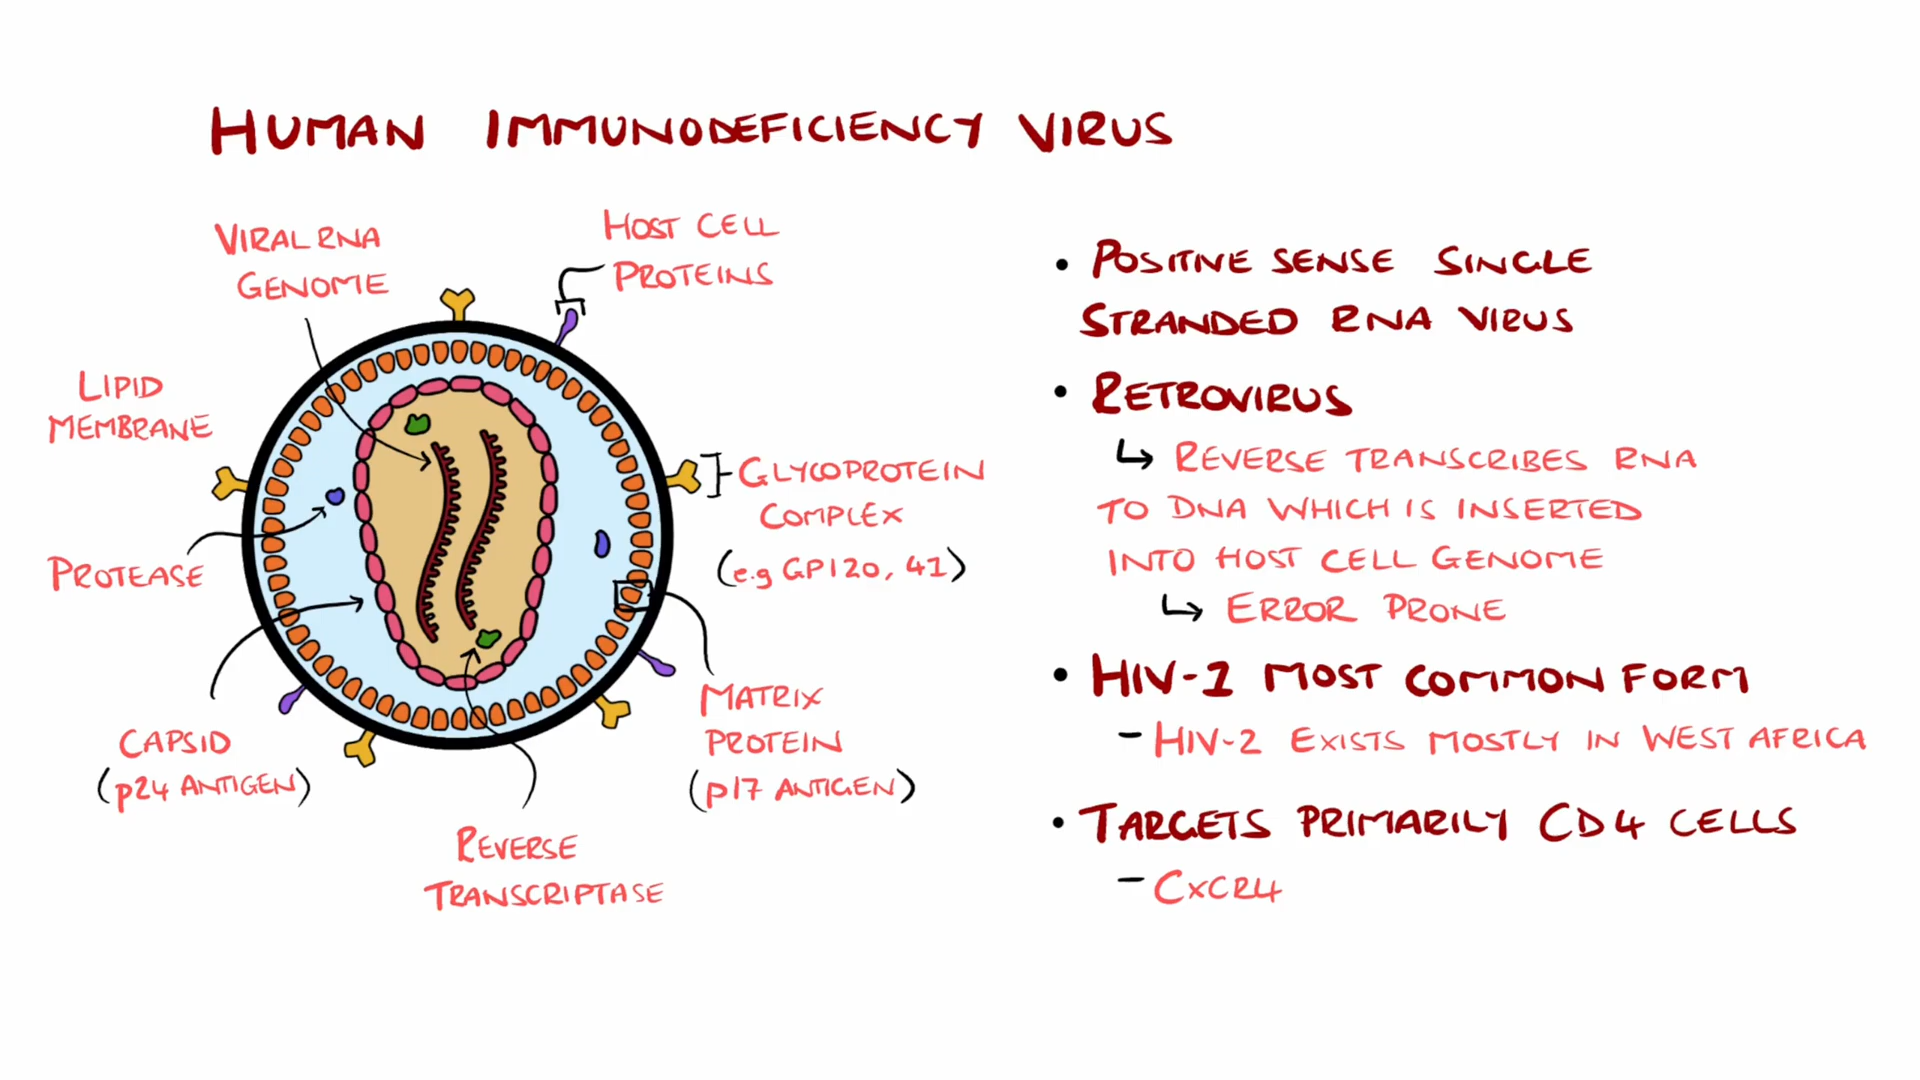 HUMAN IMMUNODEFICIENCY VIRUS
VIRAL RNA
GENOME
HOST CELL
PROTEINS
LIPID
MEMBRANE
GLYCOPROTEIN
COMPLEX
(e.g GP120, 41)
PROTEASE
MATRIX
PROTEIN
(p17 ANTIGEN)
CAPSID
(p24 ANTIGEN)
REVERSE
TRANSCRIPTASE
• POSITIVE SENSE SINGLE
STRANDED RNA VIRUS
• RETROVIRUS
↳ REVERSE TRANSCRIBES RNA
TO DNA WHICH IS INSERTED
INTO HOST CELL GENOME
↳ ERROR PRONE
• HIV-1 MOST COMMON FORM
- HIV-2 EXISTS MOSTLY IN WEST AFRICA
• TARGETS PRIMARILY CD4 CELLS
- CXCR4